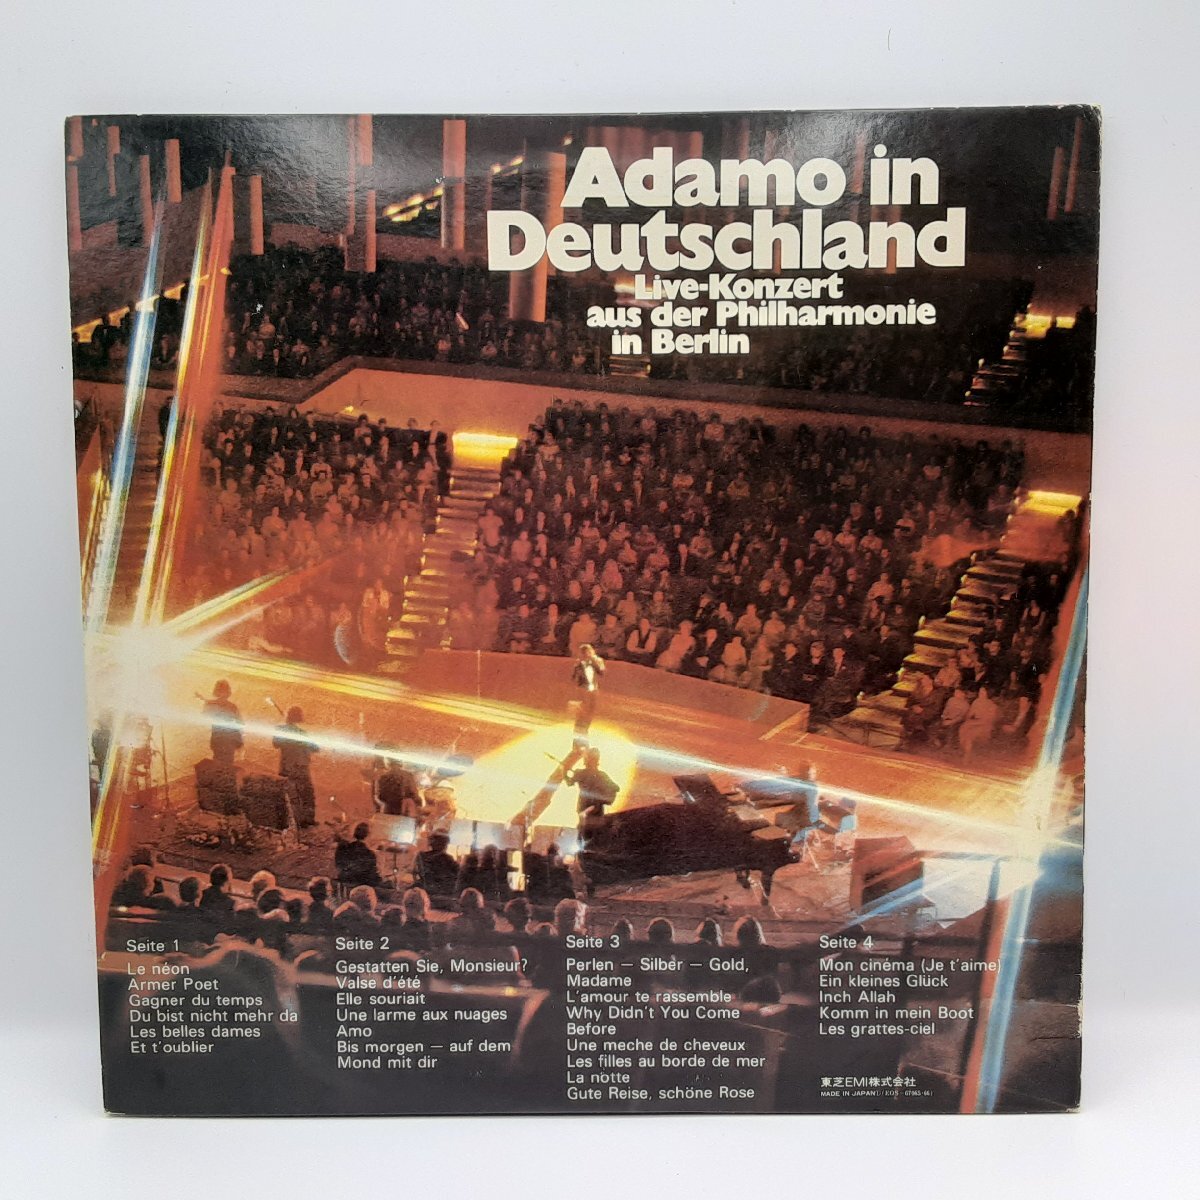 Adamo in
Deutschland
Live-Konzert
aus der Philharmonie
in Berlin
Seite 1
Le néon
Armer Poet
Gagner du temps
Du bist nicht mehr da
Les belles dames
Et t'oublier
Seite 2
Gestatten Sie, Monsieur?
Valse d'été
Elle souriait
Une larme aux nuages
Amo
Bis morgen — auf dem
Mond mit dir
Seite 3
Perlen — Silber — Gold,
Madame
L'amour te rassemble
Why Didn't You Come
Before
Une meche de cheveux
Les filles au borde de mer
La notte
Gute Reise, schöne Rose
Seite 4
Mon cinéma (Je t'aime)
Ein kleines Glück
Inch Allah
Komm in mein Boot
Les grattes-ciel
東芝EMI株式会社
MADE IN JAPAN